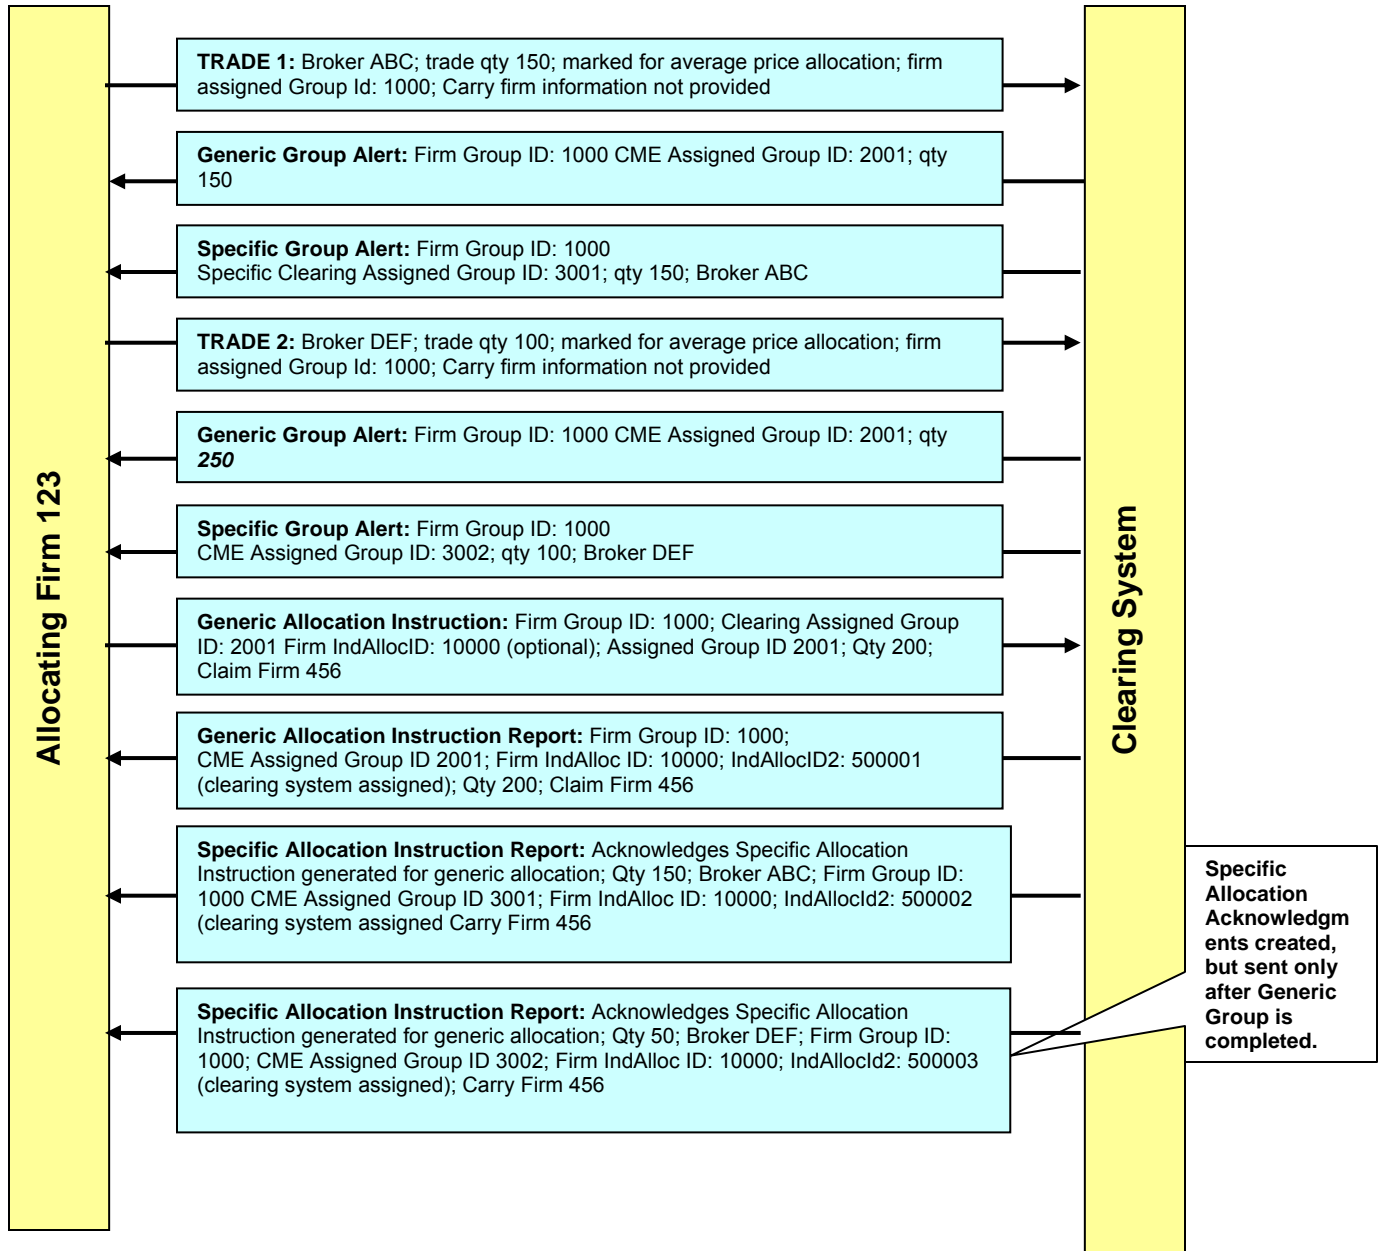 TRADE 1: Broker ABC; trade qty 150; marked for average price allocation; firm
assigned Group Id: 1000; Carry firm information not provided
Generic Group Alert: Firm Group ID: 1000 CME Assigned Group ID: 2001; qty
150
Specific Group Alert: Firm Group ID: 1000
Specific Clearing Assigned Group ID: 3001; qty 150; Broker ABC
TRADE 2: Broker DEF; trade qty 100; marked for average price allocation; firm
assigned Group Id: 1000; Carry firm information not provided
Generic Group Alert: Firm Group ID: 1000 CME Assigned Group ID: 2001; qty
250
Specific Group Alert: Firm Group ID: 1000
CME Assigned Group ID: 3002; qty 100; Broker DEF
Generic Allocation Instruction: Firm Group ID: 1000; Clearing Assigned Group
ID: 2001 Firm IndAllocID: 10000 (optional); Assigned Group ID 2001; Qty 200;
Claim Firm 456
Generic Allocation Instruction Report: Firm Group ID: 1000;
CME Assigned Group ID 2001; Firm IndAlloc ID: 10000; IndAllocID2: 500001
(clearing system assigned); Qty 200; Claim Firm 456
Specific Allocation Instruction Report: Acknowledges Specific Allocation
Instruction generated for generic allocation; Qty 150; Broker ABC; Firm Group ID:
1000 CME Assigned Group ID 3001; Firm IndAlloc ID: 10000; IndAllocId2: 500002
(clearing system assigned Carry Firm 456
Specific Allocation Instruction Report: Acknowledges Specific Allocation
Instruction generated for generic allocation; Qty 50; Broker DEF; Firm Group ID:
1000; CME Assigned Group ID 3002; Firm IndAlloc ID: 10000; IndAllocId2: 500003
(clearing system assigned); Carry Firm 456
Allocating Firm 123
Clearing System
Specific
Allocation
Acknowledgm
ents created,
but sent only
after Generic
Group is
completed.